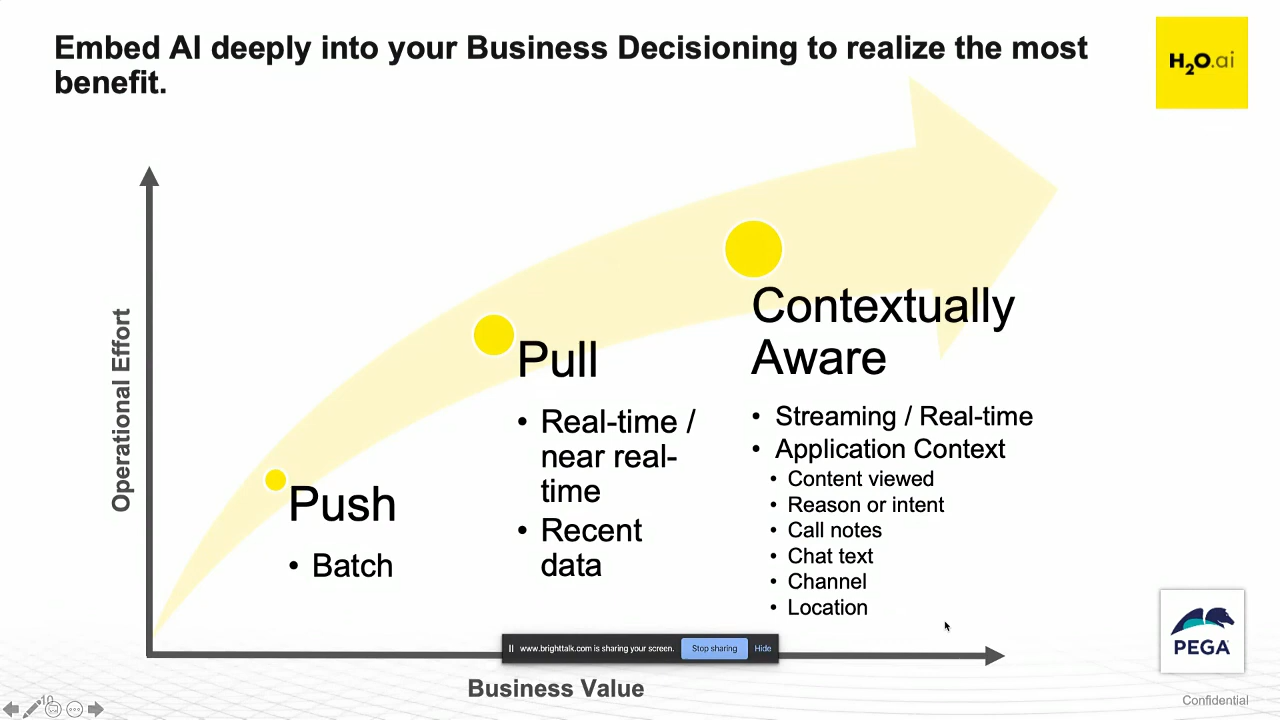 Embed AI deeply into your Business Decisioning to realize the most
benefit.
H2O.ai
Operational Effort
Push
• Batch
Pull
• Real-time /
near real-
time
• Recent
data
Contextually
Aware
• Streaming / Real-time
• Application Context
• Content viewed
• Reason or intent
• Call notes
• Chat text
• Channel
• Location
www.brighttalk.com is sharing your screen.
Stop sharing
Hide
Business Value
PEGA
Confidential
10